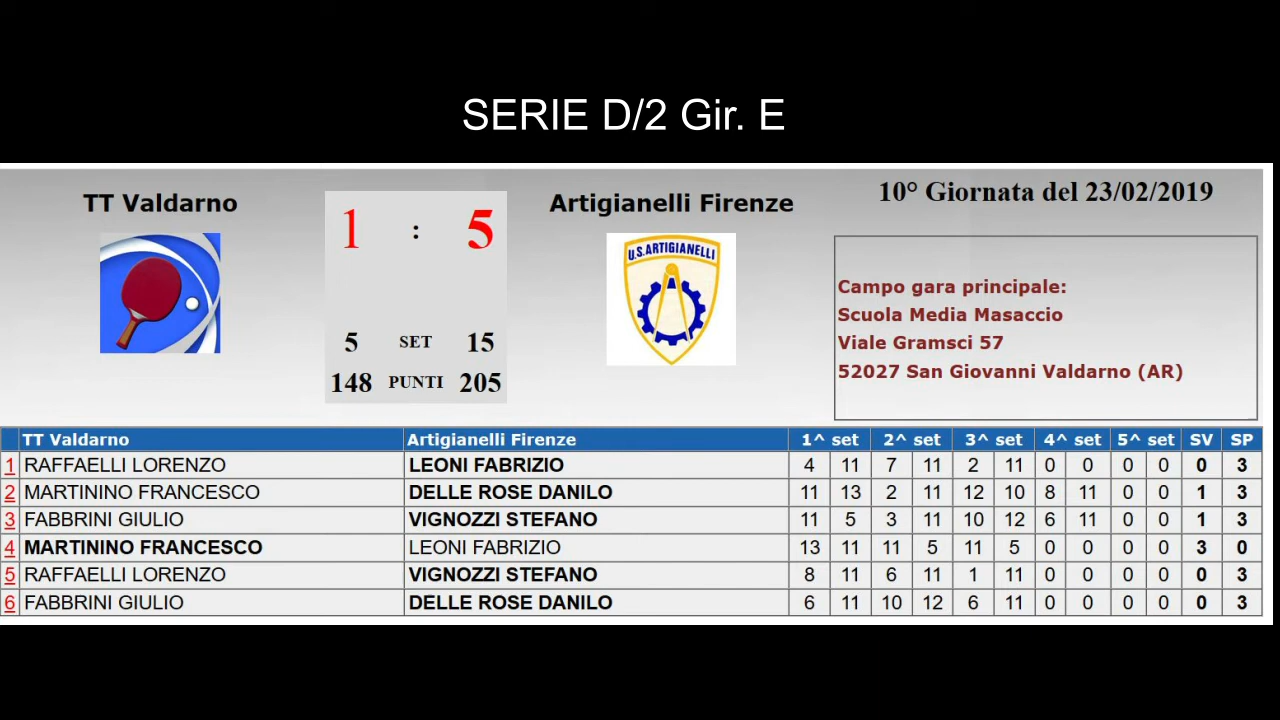 SERIE D/2 Gir. E
TT Valdarno
1 : 5
Artigianelli Firenze
10° Giornata del 23/02/2019
U.S.ARTIGIANELLI
5 SET 15
148 PUNTI 205
Campo gara principale:
Scuola Media Masaccio
Viale Gramsci 57
52027 San Giovanni Valdarno (AR)
TT Valdarno Artigianelli Firenze 1^ set 2^ set 3^ set 4^ set 5^ set SV SP
1 RAFFAELLI LORENZO LEONI FABRIZIO 4 11 7 11 2 11 0 0 0 0 0 3
2 MARTININO FRANCESCO DELLE ROSE DANILO 11 13 2 11 12 10 8 11 0 0 1 3
3 FABBRINI GIULIO VIGNOZZI STEFANO 11 5 3 11 10 12 6 11 0 0 1 3
4 MARTININO FRANCESCO LEONI FABRIZIO 13 11 11 5 11 5 0 0 0 0 3 0
5 RAFFAELLI LORENZO VIGNOZZI STEFANO 8 11 6 11 1 11 0 0 0 0 0 3
6 FABBRINI GIULIO DELLE ROSE DANILO 6 11 10 12 6 11 0 0 0 0 0 3